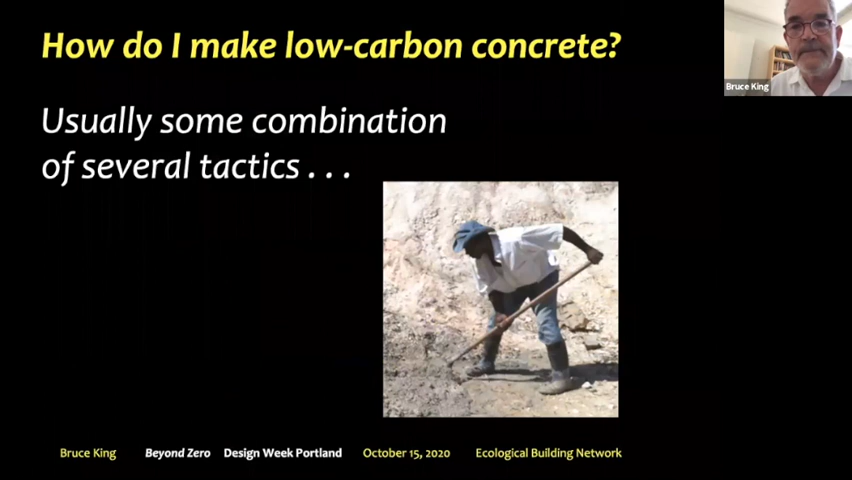 How do I make low-carbon concrete?
Usually some combination
of several tactics . . .
Bruce King
Bruce King Beyond Zero Design Week Portland October 15, 2020 Ecological Building Network